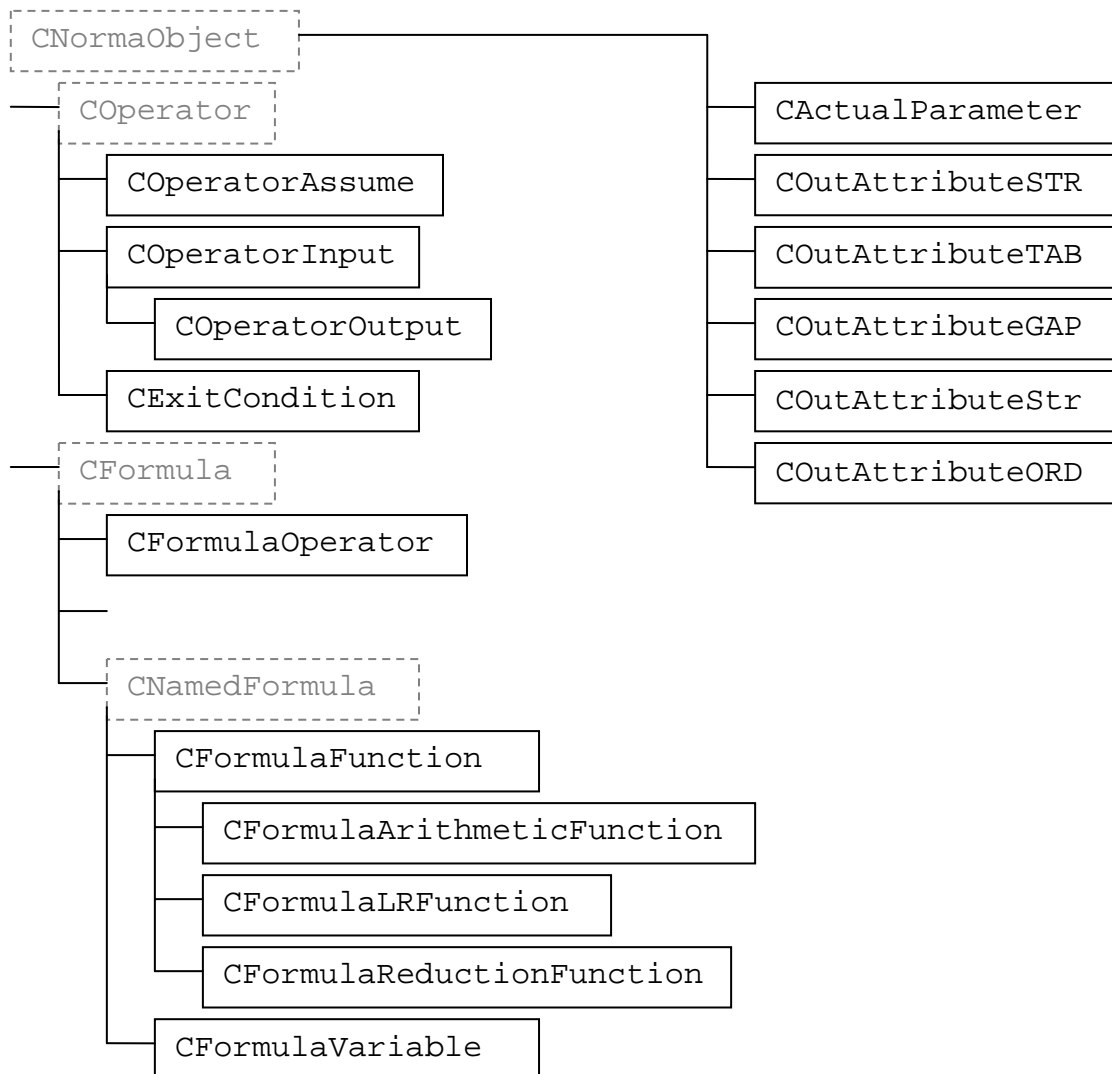 CNormaObject
COperator
COperatorAssume
COperatorInput
COperatorOutput
CExitCondition
CFormula
CFormulaOperator
CNamedFormula
CFormulaFunction
CFormulaArithmeticFunction
CFormulaLRFunction
CFormulaReductionFunction
CFormulaVariable
CActualParameter
COutAttributeSTR
COutAttributeTAB
COutAttributeGAP
COutAttributeStr
COutAttributeORD